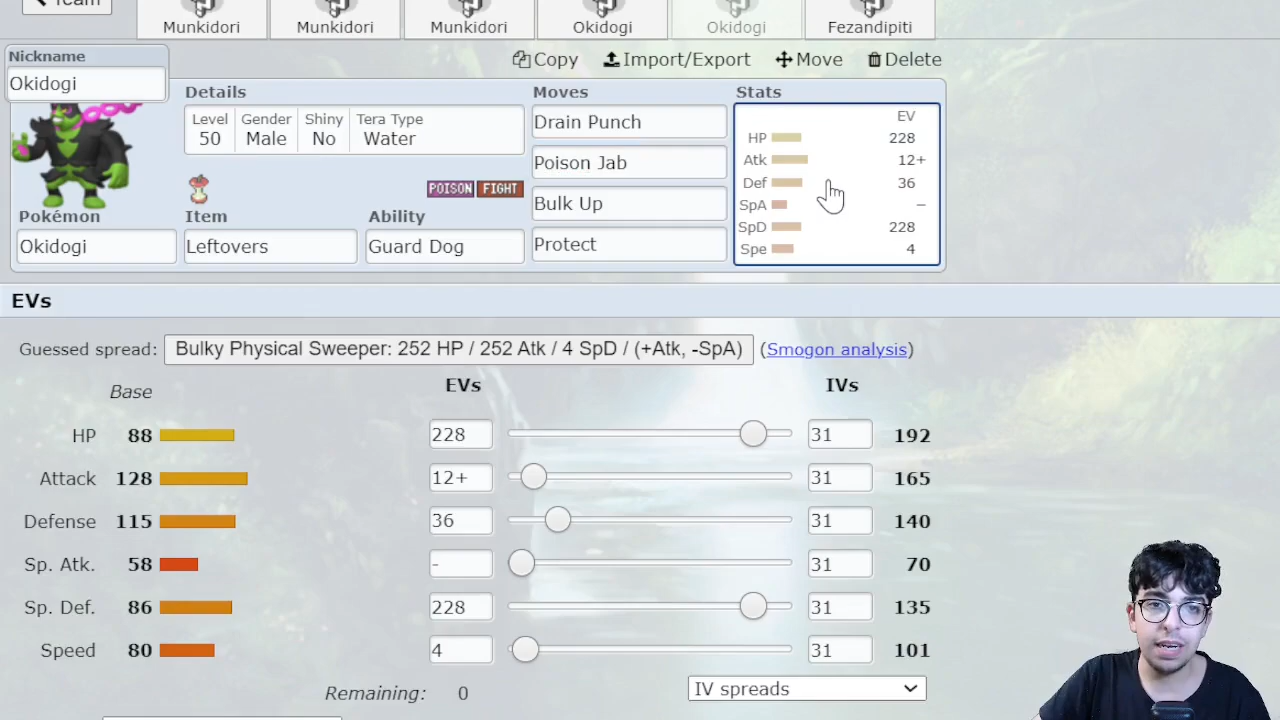 Team
Munkidori Munkidori Munkidori Okidogi Okidogi Fezandipiti
Nickname
Okidogi
Copy Import/Export Move Delete
Details
Level Gender Shiny Tera Type
50 Male No Water
POISON FIGHT
Pokémon Item Ability
Okidogi Leftovers Guard Dog
Moves
Drain Punch
Poison Jab
Bulk Up
Protect
Stats
EV
HP 228
Atk 12+
Def 36
SpA –
SpD 228
Spe 4
EVs
Guessed spread: Bulky Physical Sweeper: 252 HP / 252 Atk / 4 SpD / (+Atk, -SpA) (Smogon analysis)
Base EVs IVs
HP 88 228 31 192
Attack 128 12+ 31 165
Defense 115 36 31 140
Sp. Atk. 58 - 31 70
Sp. Def. 86 228 31 135
Speed 80 4 31 101
Remaining: 0 IV spreads